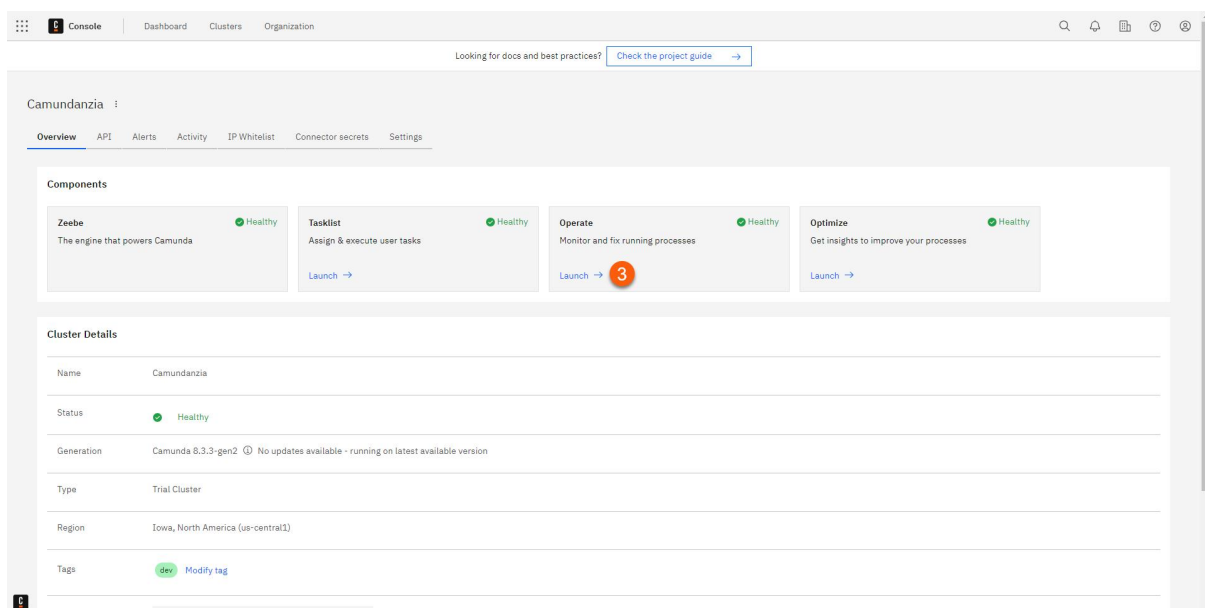 Console Dashboard Clusters Organization
Looking for docs and best practices? Check the project guide →
Camundanzia
Overview API Alerts Activity IP Whitelist Connector secrets Settings
Components
Zeebe Healthy
The engine that powers Camunda
Tasklist Healthy
Assign & execute user tasks
Launch →
Operate Healthy
Monitor and fix running processes
Launch → 3
Optimize Healthy
Get insights to improve your processes
Launch →
Cluster Details
Name Camundanzia
Status Healthy
Generation Camunda 8.3.3-gen2 No updates available - running on latest available version
Type Trial Cluster
Region Iowa, North America (us-central1)
Tags dev Modify tag